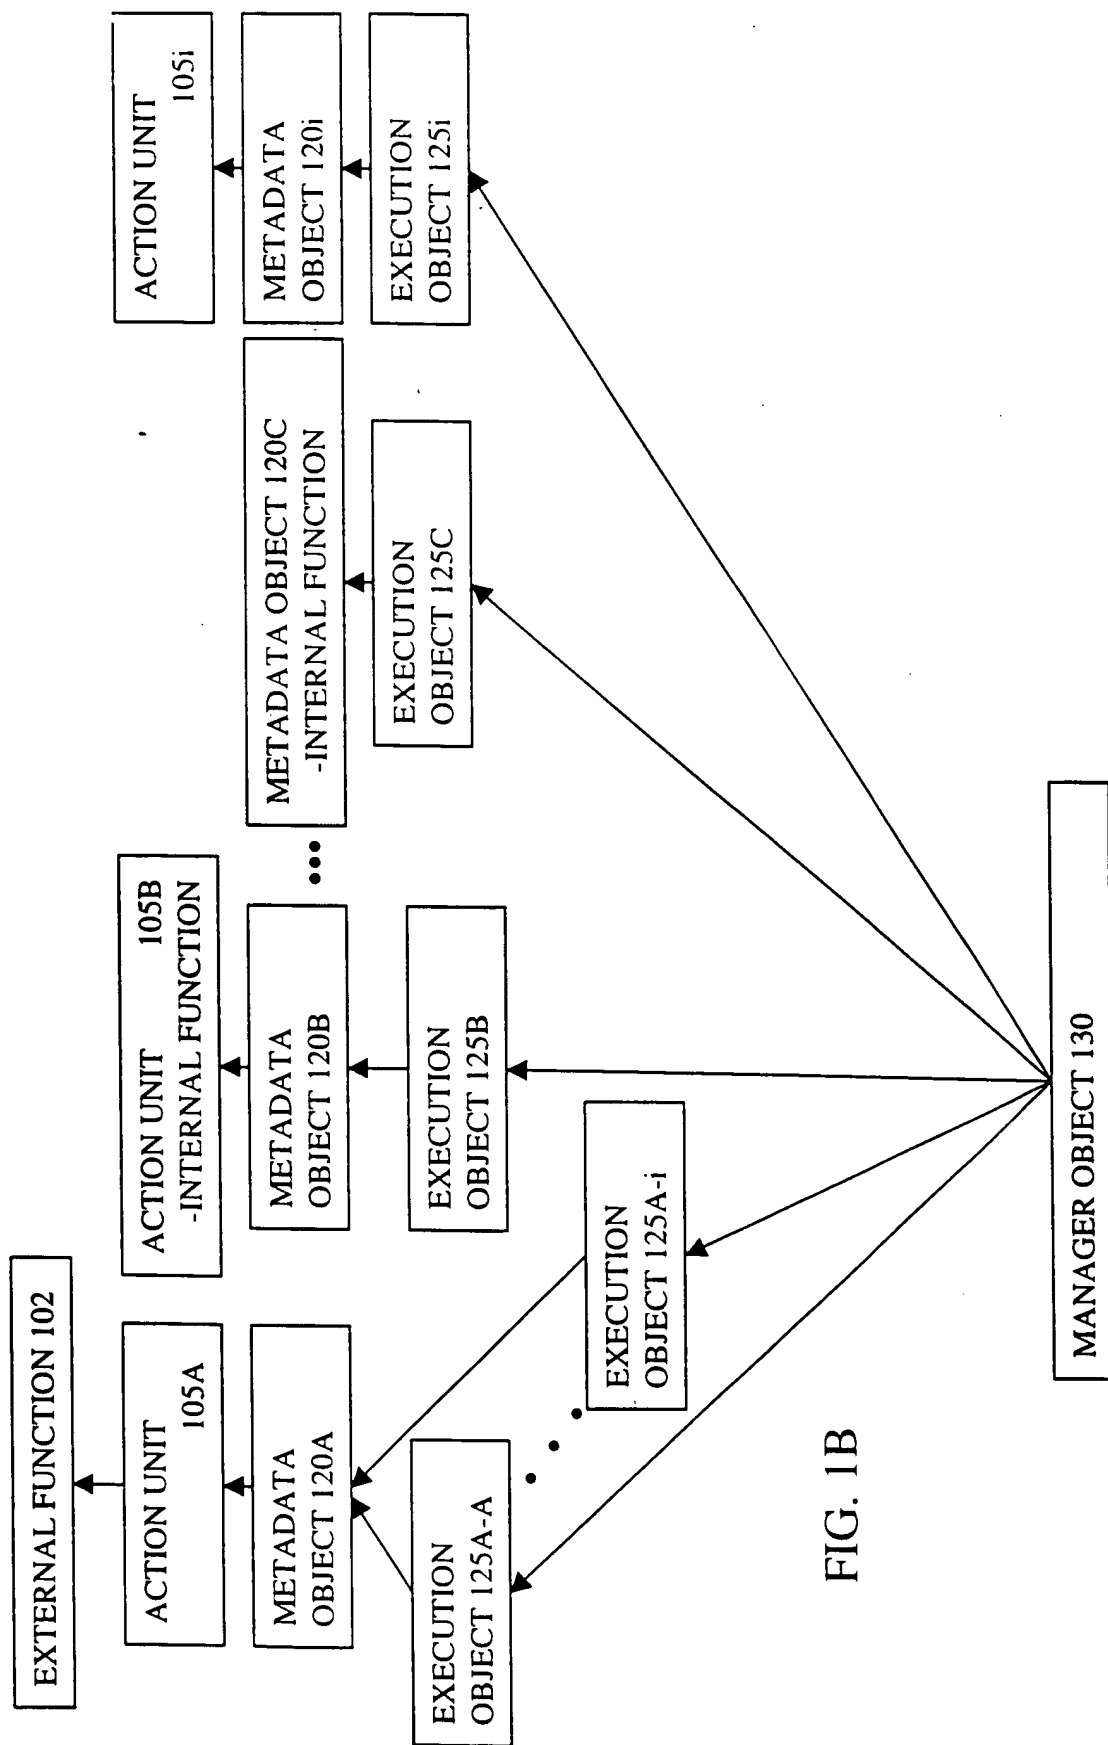 EXTERNAL FUNCTION 102
ACTION UNIT
105A
METADATA
OBJECT 120A
EXECUTION
OBJECT 125A-A
EXECUTION
OBJECT 125A-i
ACTION UNIT 105B
-INTERNAL FUNCTION
METADATA
OBJECT 120B
EXECUTION
OBJECT 125B
METADATA OBJECT 120C
-INTERNAL FUNCTION
EXECUTION
OBJECT 125C
ACTION UNIT
105i
METADATA
OBJECT 120i
EXECUTION
OBJECT 125i
MANAGER OBJECT 130
FIG. 1B